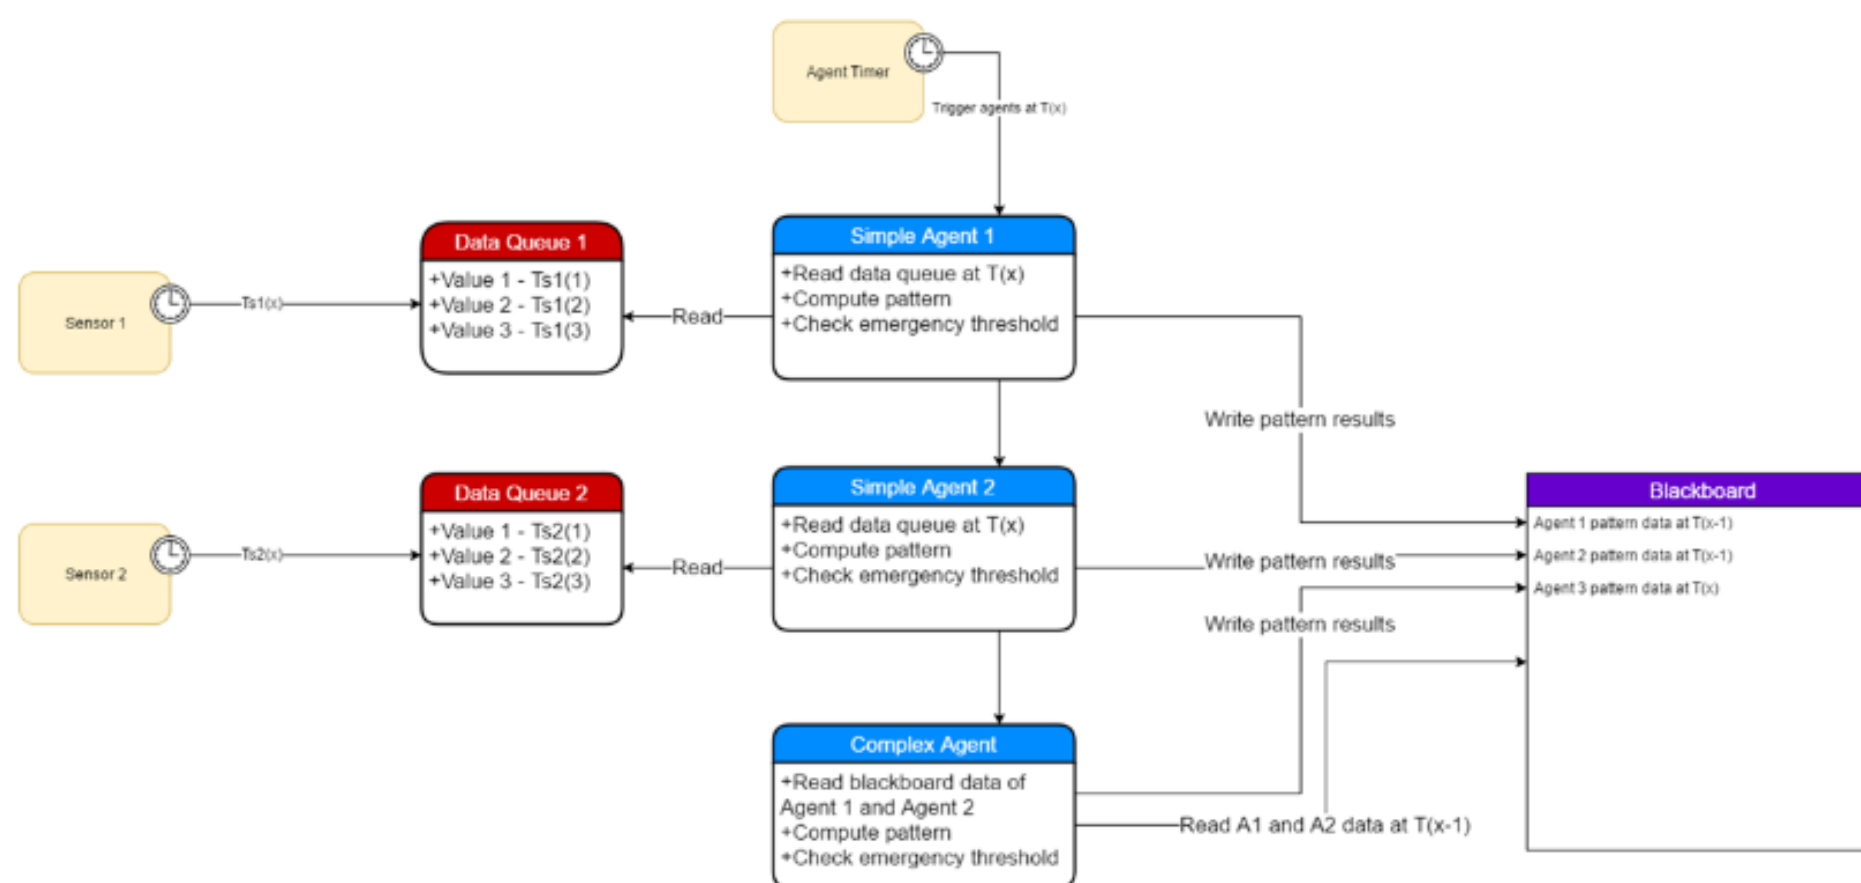 Agent Timer
Trigger agents at T(x)
Sensor 1
Ts1(x)
Data Queue 1
+Value 1 - Ts1(1)
+Value 2 - Ts1(2)
+Value 3 - Ts1(3)
Read
Simple Agent 1
+Read data queue at T(x)
+Compute pattern
+Check emergency threshold
Write pattern results
Sensor 2
Ts2(x)
Data Queue 2
+Value 1 - Ts2(1)
+Value 2 - Ts2(2)
+Value 3 - Ts2(3)
Read
Simple Agent 2
+Read data queue at T(x)
+Compute pattern
+Check emergency threshold
Write pattern results
Write pattern results
Blackboard
Agent 1 pattern data at T(x-1)
Agent 2 pattern data at T(x-1)
Agent 3 pattern data at T(x)
Complex Agent
+Read blackboard data of
Agent 1 and Agent 2
+Compute pattern
+Check emergency threshold
Read A1 and A2 data at T(x-1)